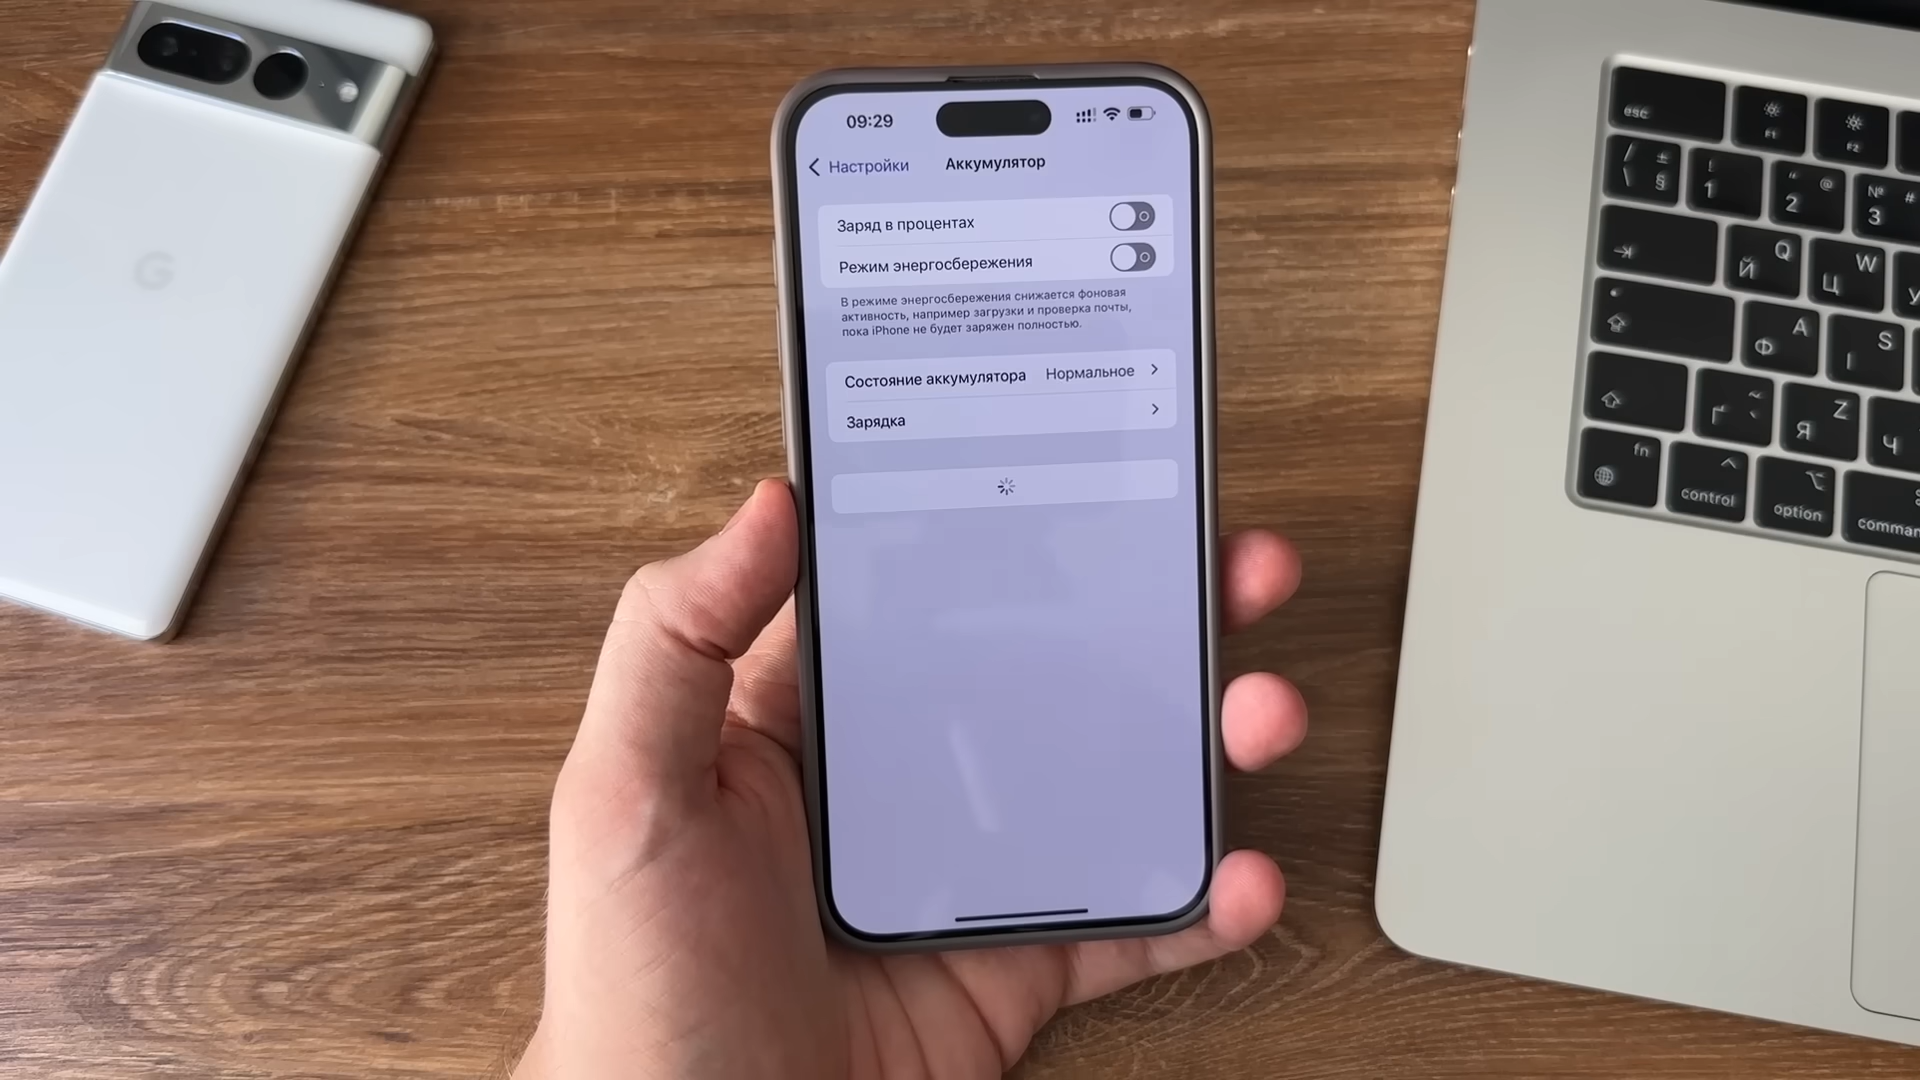 09:29
Настройки
Аккумулятор
Заряд в процентах
Режим энергосбережения
В режиме энергосбережения снижается фоновая
активность, например загрузки и проверка почты,
пока iPhone не будет заряжен полностью.
Состояние аккумулятора Нормальное
Зарядка
G
esc
F1
F2
/ ±
\ §
! 1
" @ 2
№ # 3
Q Й
W Ц
У
A Ф
S І
Ґ ~
Z Я
Ч
fn
control
option